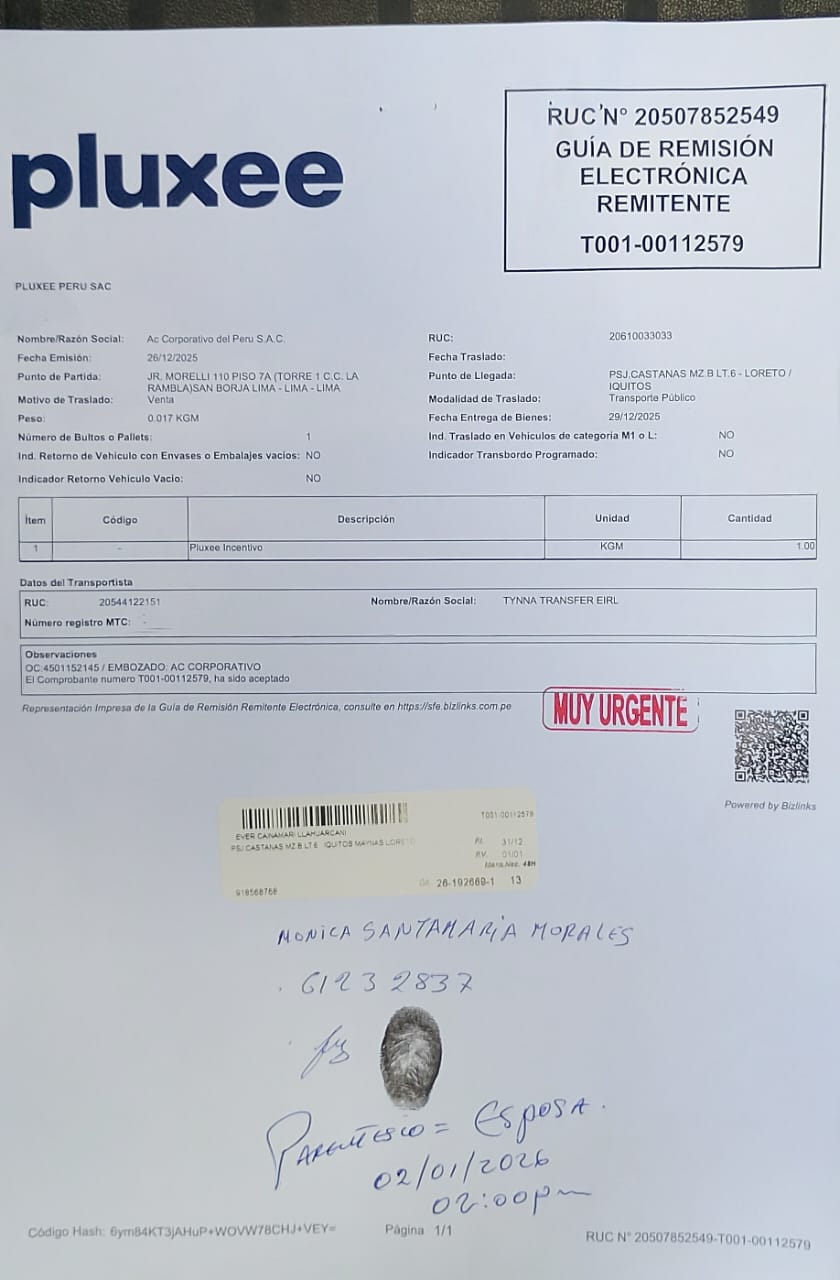 pluxee
RUC N° 20507852549
GUÍA DE REMISIÓN
ELECTRÓNICA
REMITENTE
T001-00112579
PLUXEE PERU SAC
Nombre/Razón Social: Ac Corporativo del Peru S.A.C.
RUC: 20610033033
Fecha Emisión: 26/12/2025
Fecha Traslado:
Punto de Partida: JR. MORELLI 110 PISO 7A (TORRE 1 C.C. LA
RAMBLA)SAN BORJA LIMA - LIMA - LIMA
Punto de Llegada: PSJ.CASTANAS MZ.B LT.6 - LORETO /
IQUITOS
Motivo de Traslado: Venta
Modalidad de Traslado: Transporte Público
Peso: 0.017 KGM
Fecha Entrega de Bienes: 29/12/2025
Número de Bultos o Pallets: 1
Ind. Traslado en Vehiculos de categoria M1 o L: NO
Ind. Retorno de Vehiculo con Envases o Embalajes vacios: NO
Indicador Transbordo Programado: NO
Indicador Retorno Vehiculo Vacio: NO
Ítem Código Descripción Unidad Cantidad
1 - Pluxee Incentivo KGM 1.00
Datos del Transportista
RUC: 20544122151 Nombre/Razón Social: TYNNA TRANSFER EIRL
Número registro MTC: -
Observaciones
OC:4501152145 / EMBOZADO: AC CORPORATIVO
El Comprobante numero T001-00112579, ha sido aceptado
Representación Impresa de la Guía de Remisión Remitente Electrónica, consulte en https://sfe.bizlinks.com.pe
MUY URGENTE
Powered by Bizlinks
T001-00112579
EVER CAINAMARI LLAHUARCANI
PSJ.CASTANAS MZ.B LT.6 IQUITOS MAYNAS LORETO
31/12
RV. 01/01
48H
26-192669-1 13
918568768
MONICA SANTAMARIA MORALES
61232837
PARENTESCO = ESPOSA.
02/01/2026
02:00pm
Código Hash: 6ym84KT3jAHuP+WOVW78CHJ+VEY=
Página 1/1
RUC N° 20507852549-T001-00112579